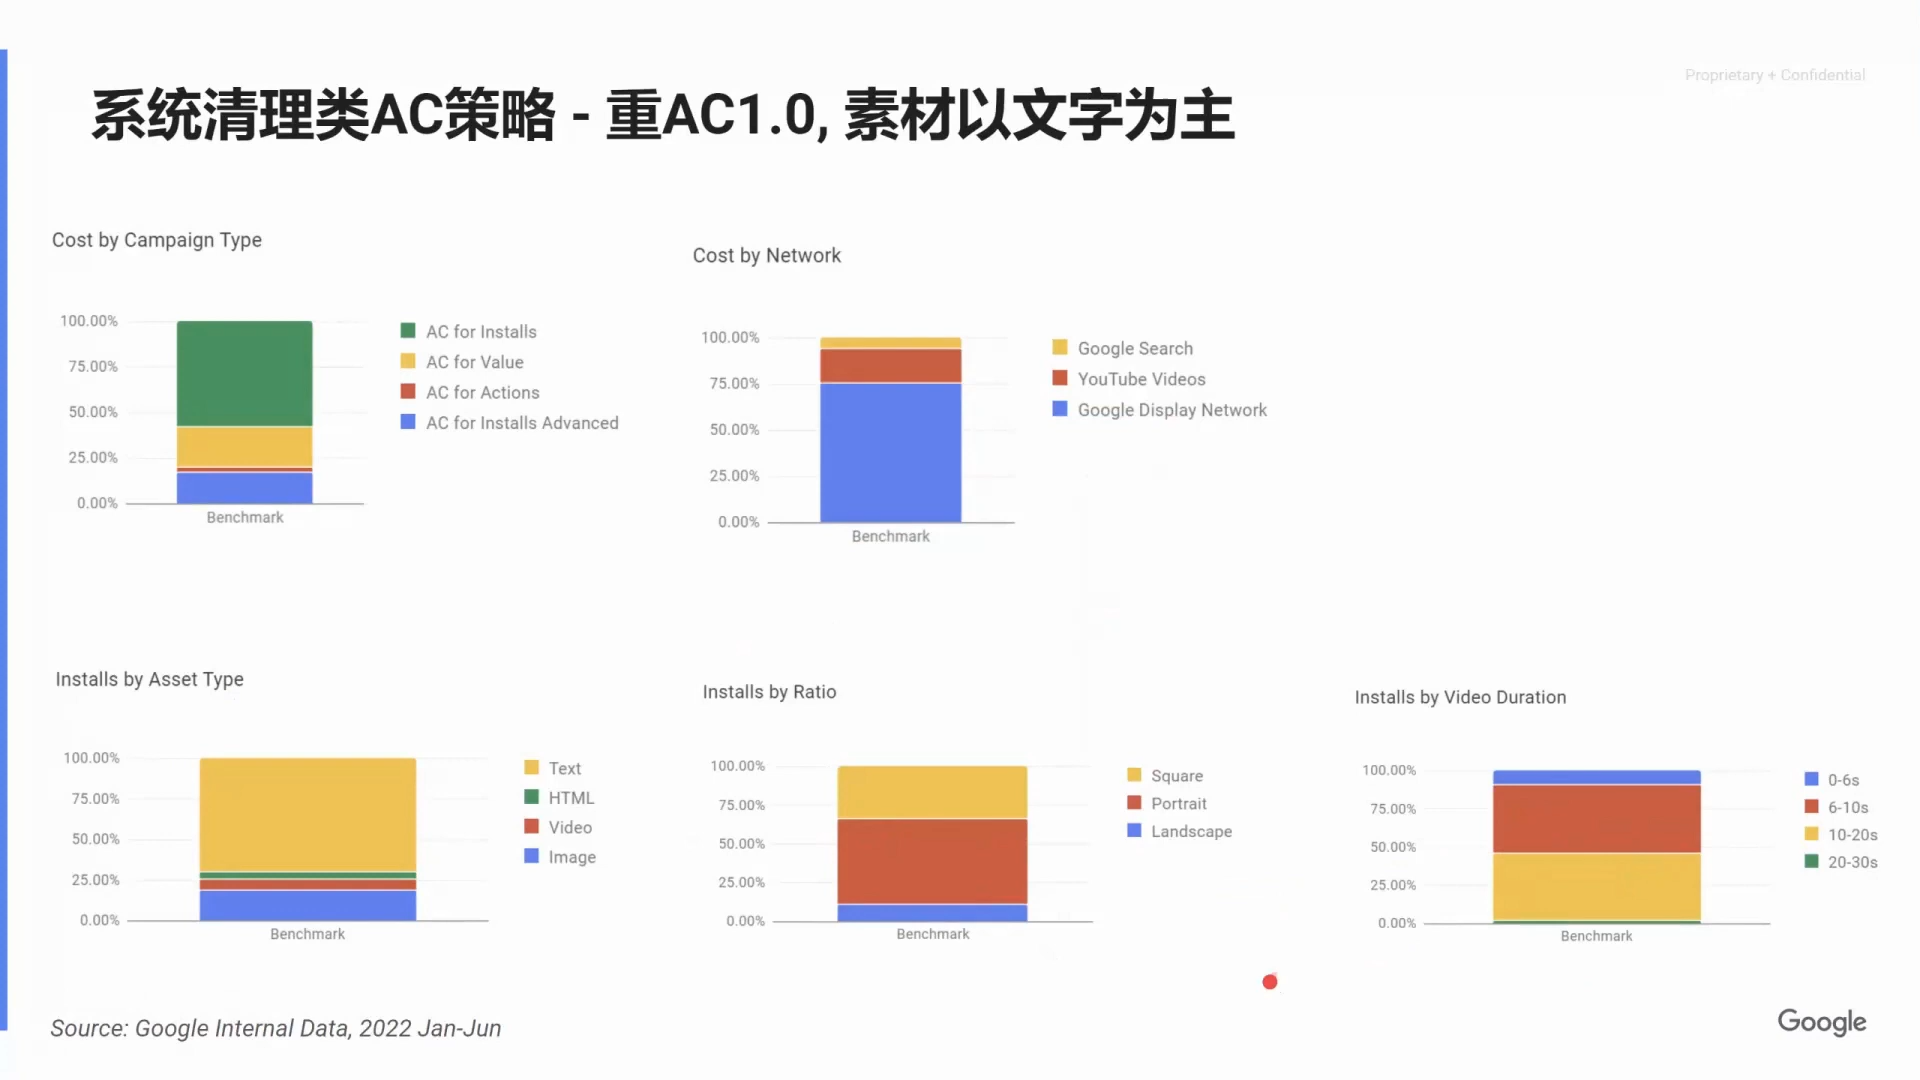 Proprietary + Confidential
系统清理类AC策略 - 重AC1.0, 素材以文字为主
Cost by Campaign Type
100.00%
75.00%
50.00%
25.00%
0.00%
Benchmark
AC for Installs
AC for Value
AC for Actions
AC for Installs Advanced
Cost by Network
100.00%
75.00%
50.00%
25.00%
0.00%
Benchmark
Google Search
YouTube Videos
Google Display Network
Installs by Asset Type
100.00%
75.00%
50.00%
25.00%
0.00%
Benchmark
Text
HTML
Video
Image
Installs by Ratio
100.00%
75.00%
50.00%
25.00%
0.00%
Benchmark
Square
Portrait
Landscape
Installs by Video Duration
100.00%
75.00%
50.00%
25.00%
0.00%
Benchmark
0-6s
6-10s
10-20s
20-30s
Source: Google Internal Data, 2022 Jan-Jun
Google